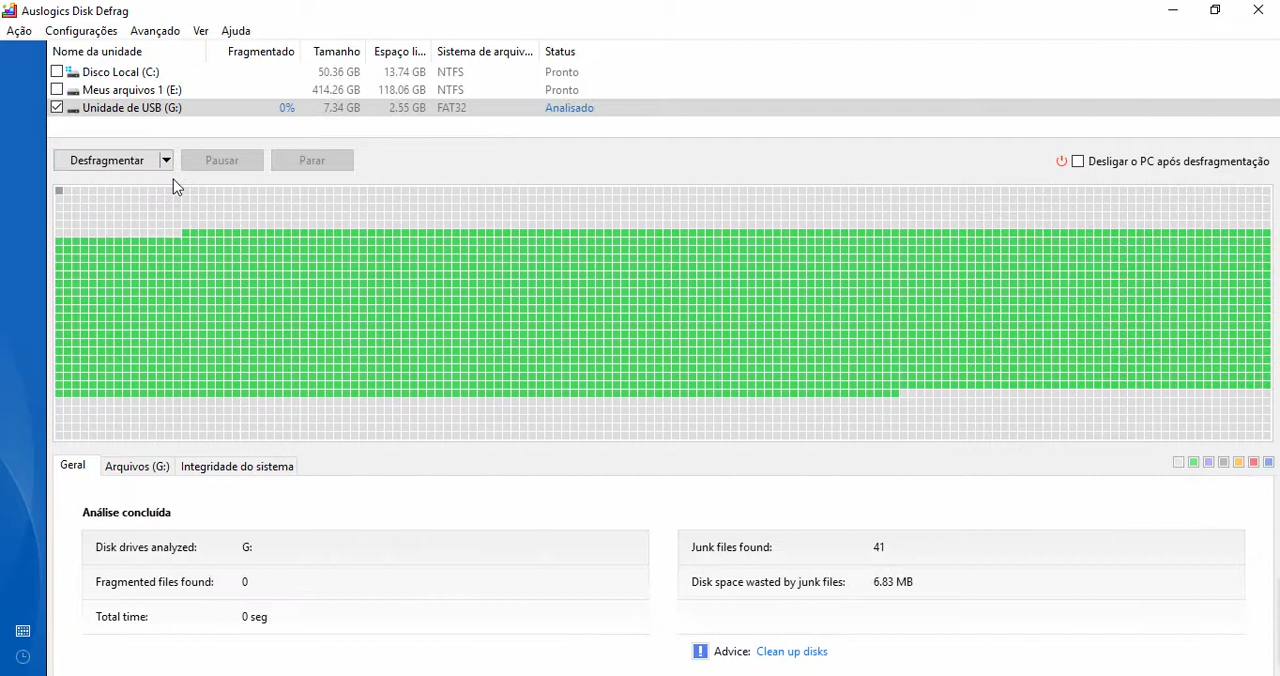 Auslogics Disk Defrag
Ação Configurações Avançado Ver Ajuda
Nome da unidade Fragmentado Tamanho Espaço li... Sistema de arquiv... Status
Disco Local (C:) 50.36 GB 13.74 GB NTFS Pronto
Meus arquivos 1 (E:) 414.26 GB 118.06 GB NTFS Pronto
Unidade de USB (G:) 0% 7.34 GB 2.55 GB FAT32 Analisado
Desfragmentar Pausar Parar Desligar o PC após desfragmentação
Geral Arquivos (G:) Integridade do sistema
Análise concluída
Disk drives analyzed: G: Junk files found: 41
Fragmented files found: 0 Disk space wasted by junk files: 6.83 MB
Total time: 0 seg
Advice: Clean up disks